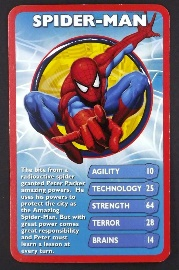 SPIDER-MAN
The bite from a
radioactive spider
granted Peter Parker
amazing powers. He
uses his powers to
protect the city as
the Amazing
Spider-Man. But with
great power comes
great responsibility
and Peter must
learn a lesson at
every turn.
AGILITY 10
TECHNOLOGY 25
STRENGTH 64
TERROR 28
BRAINS 14